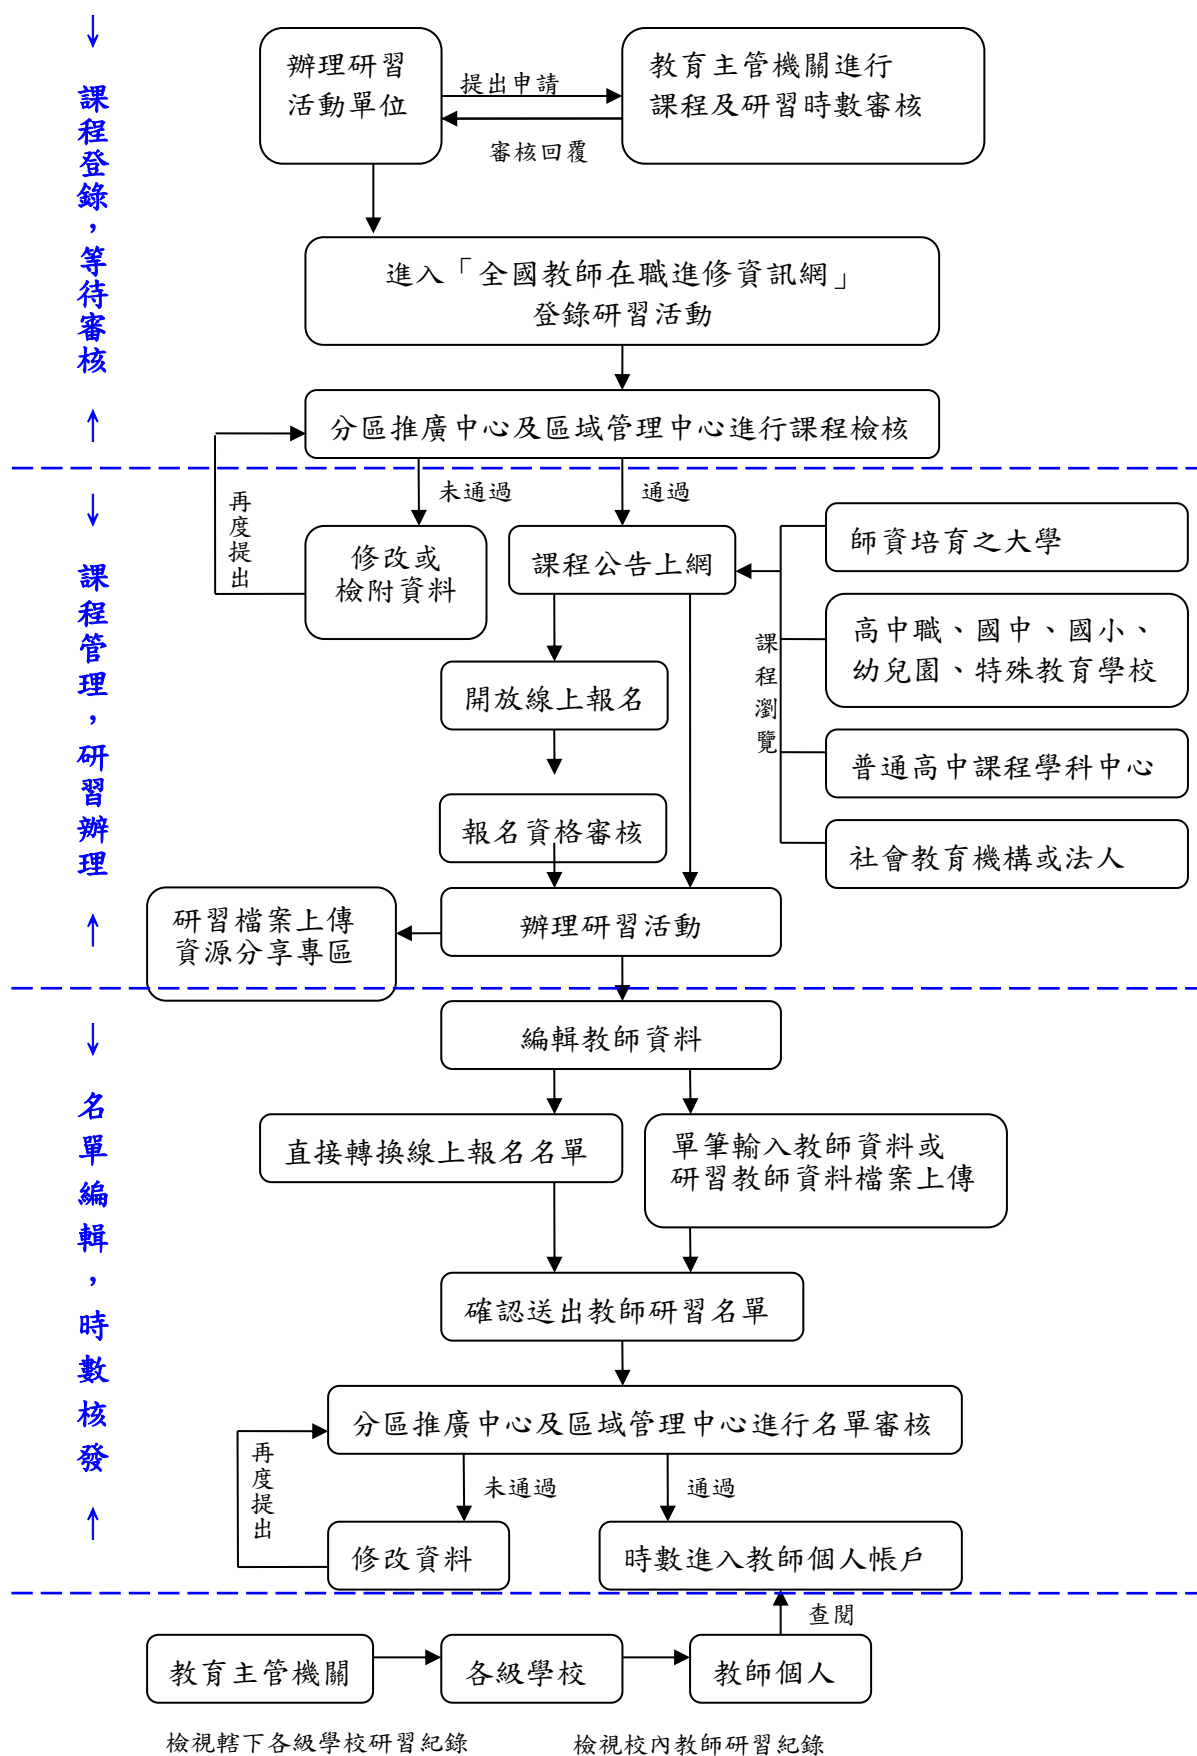 ↓
課程登錄，等待審核
↑
辦理研習
活動單位
提出申請
審核回覆
教育主管機關進行
課程及研習時數審核
進入「全國教師在職進修資訊網」
登錄研習活動
分區推廣中心及區域管理中心進行課程檢核
↓
課程管理，研習辦理
↑
再度提出
未通過
通過
修改或
檢附資料
課程公告上網
課程瀏覽
師資培育之大學
高中職、國中、國小、
幼兒園、特殊教育學校
普通高中課程學科中心
社會教育機構或法人
開放線上報名
報名資格審核
辦理研習活動
研習檔案上傳
資源分享專區
↓
名單編輯，時數核發
↑
編輯教師資料
直接轉換線上報名名單
單筆輸入教師資料或
研習教師資料檔案上傳
確認送出教師研習名單
分區推廣中心及區域管理中心進行名單審核
再度提出
未通過
通過
修改資料
時數進入教師個人帳戶
查閱
教育主管機關
各級學校
教師個人
檢視轄下各級學校研習紀錄
檢視校內教師研習紀錄